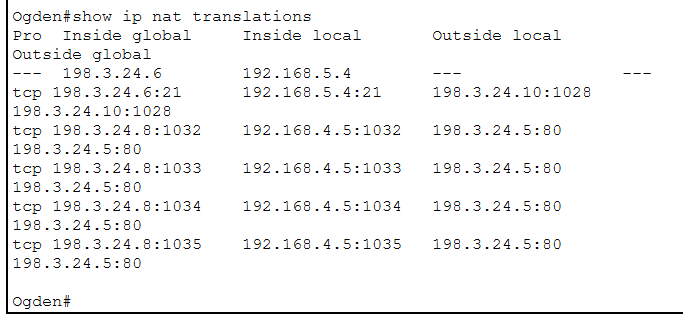 Ogden#show ip nat translations
Pro  Inside global      Inside local       Outside local
Outside global
---  198.3.24.6         192.168.5.4        ---                ---
tcp 198.3.24.6:21       192.168.5.4:21     198.3.24.10:1028
198.3.24.10:1028
tcp 198.3.24.8:1032     192.168.4.5:1032   198.3.24.5:80
198.3.24.5:80
tcp 198.3.24.8:1033     192.168.4.5:1033   198.3.24.5:80
198.3.24.5:80
tcp 198.3.24.8:1034     192.168.4.5:1034   198.3.24.5:80
198.3.24.5:80
tcp 198.3.24.8:1035     192.168.4.5:1035   198.3.24.5:80
198.3.24.5:80
Ogden#